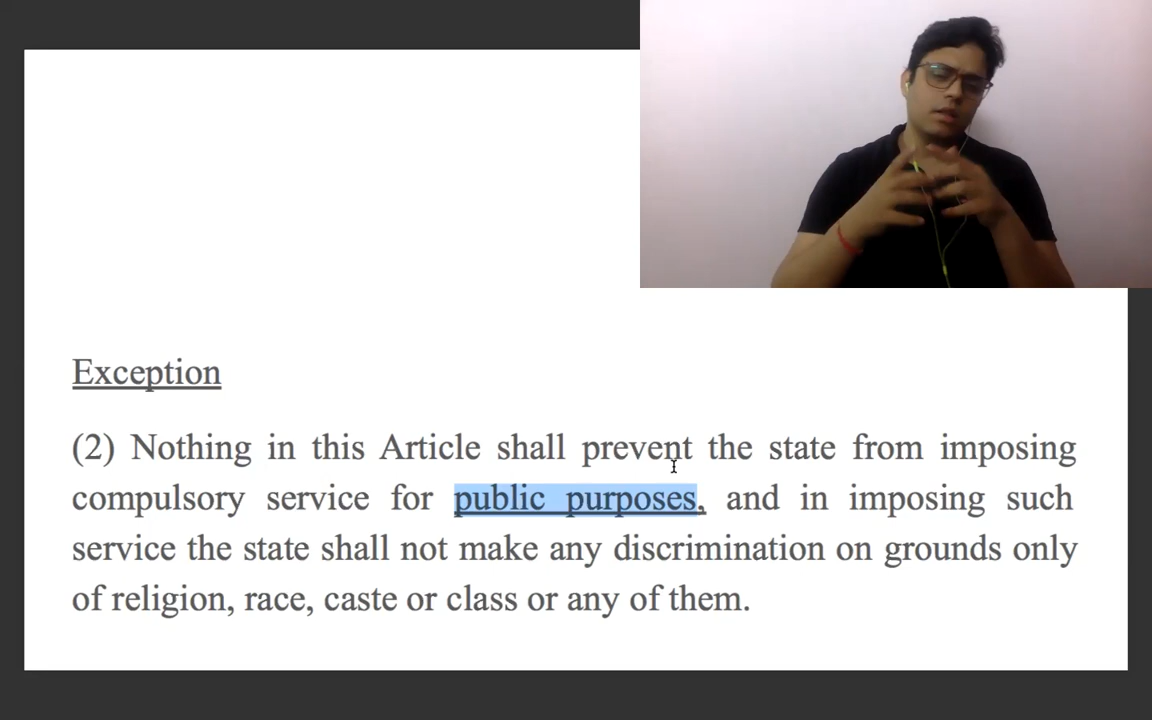 Exception
(2) Nothing in this Article shall prevent the state from imposing
compulsory service for public purposes, and in imposing such
service the state shall not make any discrimination on grounds only
of religion, race, caste or class or any of them.